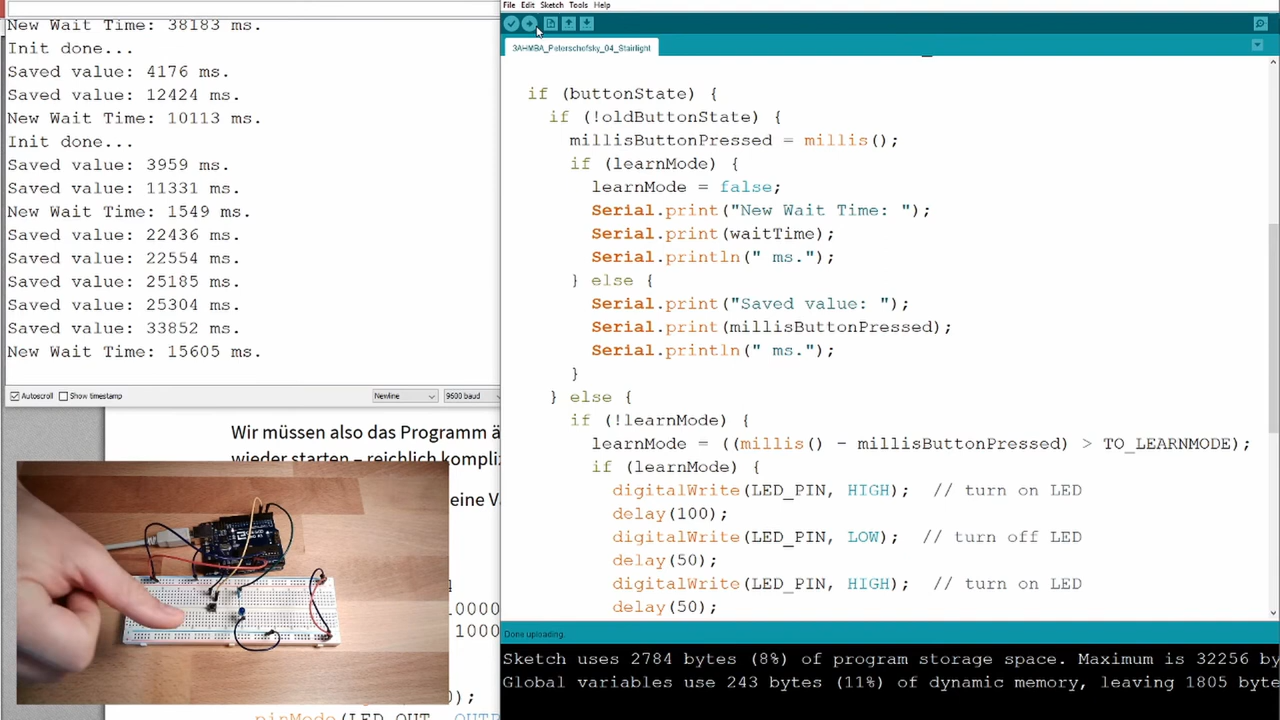 New Wait Time: 38183 ms.
Init done...
Saved value: 4176 ms.
Saved value: 12424 ms.
New Wait Time: 10113 ms.
Init done...
Saved value: 3959 ms.
Saved value: 11331 ms.
New Wait Time: 1549 ms.
Saved value: 22436 ms.
Saved value: 22554 ms.
Saved value: 25185 ms.
Saved value: 25304 ms.
Saved value: 33852 ms.
New Wait Time: 15605 ms.
Autoscroll Show timestamp Newline 9600 baud
Wir müssen also das Programm
wieder starten – reichlich
eine
10000
1000
);
pinMode(LED_OUT,
File Edit Sketch Tools Help
3AHMBA_Peterschofsky_04_Stairlight
if (buttonState) {
if (!oldButtonState) {
millisButtonPressed = millis();
if (learnMode) {
learnMode = false;
Serial.print("New Wait Time: ");
Serial.print(waitTime);
Serial.println(" ms.");
} else {
Serial.print("Saved value: ");
Serial.print(millisButtonPressed);
Serial.println(" ms.");
}
} else {
if (!learnMode) {
learnMode = ((millis() - millisButtonPressed) > TO_LEARNMODE);
if (learnMode) {
digitalWrite(LED_PIN, HIGH); // turn on LED
delay(100);
digitalWrite(LED_PIN, LOW); // turn off LED
delay(50);
digitalWrite(LED_PIN, HIGH); // turn on LED
delay(50);
Done uploading.
Sketch uses 2784 bytes (8%) of program storage space. Maximum is 32256 by
Global variables use 243 bytes (11%) of dynamic memory, leaving 1805 byte